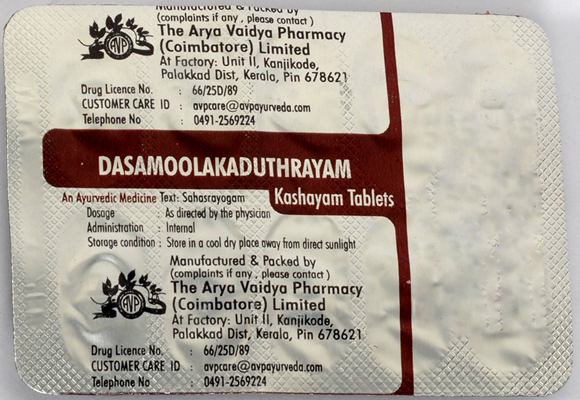 Manufactured & Packed by
(complaints if any , please contact )
The Arya Vaidya Pharmacy
(Coimbatore) Limited
At Factory: Unit II, Kanjikode,
Palakkad Dist, Kerala, Pin 678621
Drug Licence No. : 66/25D/89
CUSTOMER CARE ID : avpcare@avpayurveda.com
Telephone No : 0491-2569224
AVP
DASAMOOLAKADUTHRAYAM
Kashayam Tablets
An Ayurvedic Medicine Text: Sahasrayogam
Dosage As directed by the physician
Administration : Internal
Storage condition : Store in a cool dry place away from direct sunlight
Manufactured & Packed by
(complaints if any , please contact )
The Arya Vaidya Pharmacy
(Coimbatore) Limited
At Factory: Unit II, Kanjikode,
Palakkad Dist, Kerala, Pin 678621
AVP
Drug Licence No. : 66/25D/89
CUSTOMER CARE ID : avpcare@avpayurveda.com
Telephone No : 0491-2569224